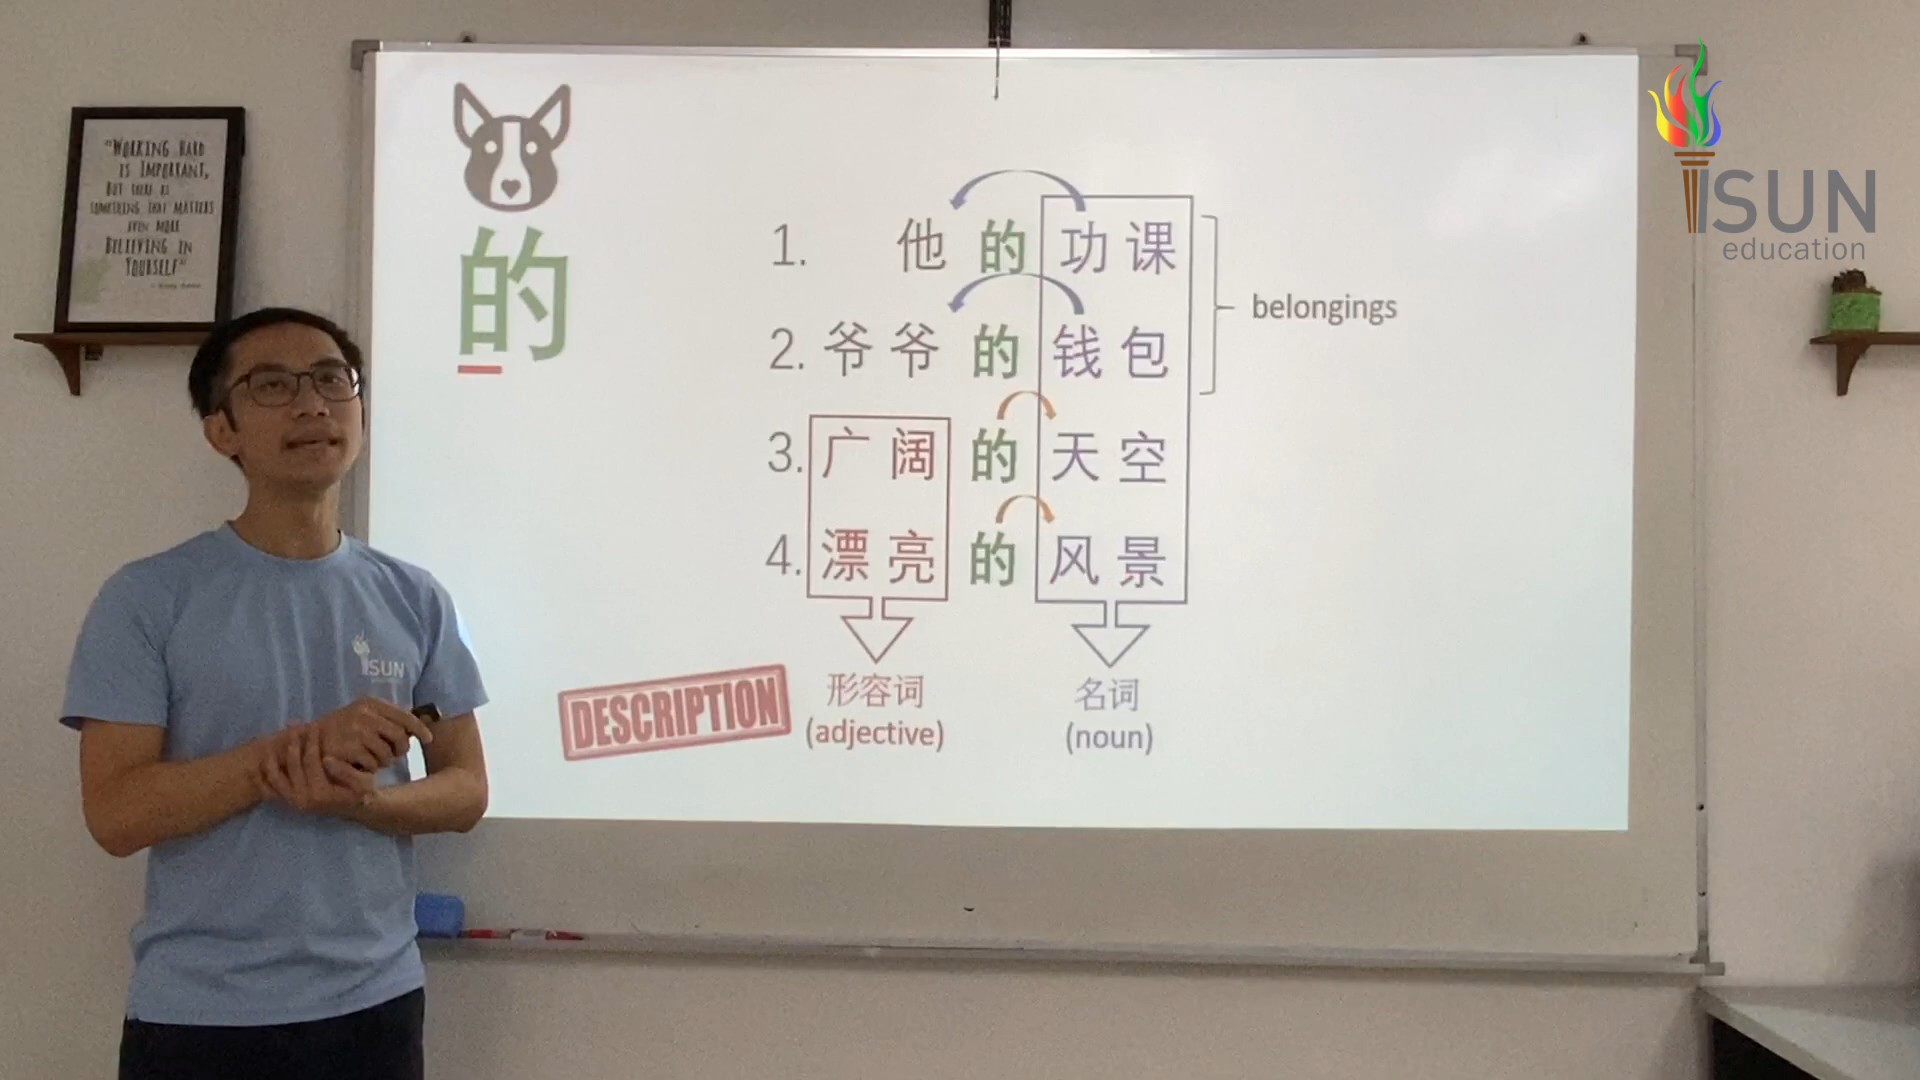 "WORKING HARD
IS IMPORTANT,
BUT THERE IS
SOMETHING THAT MATTERS
EVEN MORE
BELIEVING IN
YOURSELF"
的
1. 他 的 功课
2. 爷爷 的 钱包
3. 广阔 的 天空
4. 漂亮 的 风景
belongings
DESCRIPTION
形容词
(adjective)
名词
(noun)
iSUN
education
iSUN